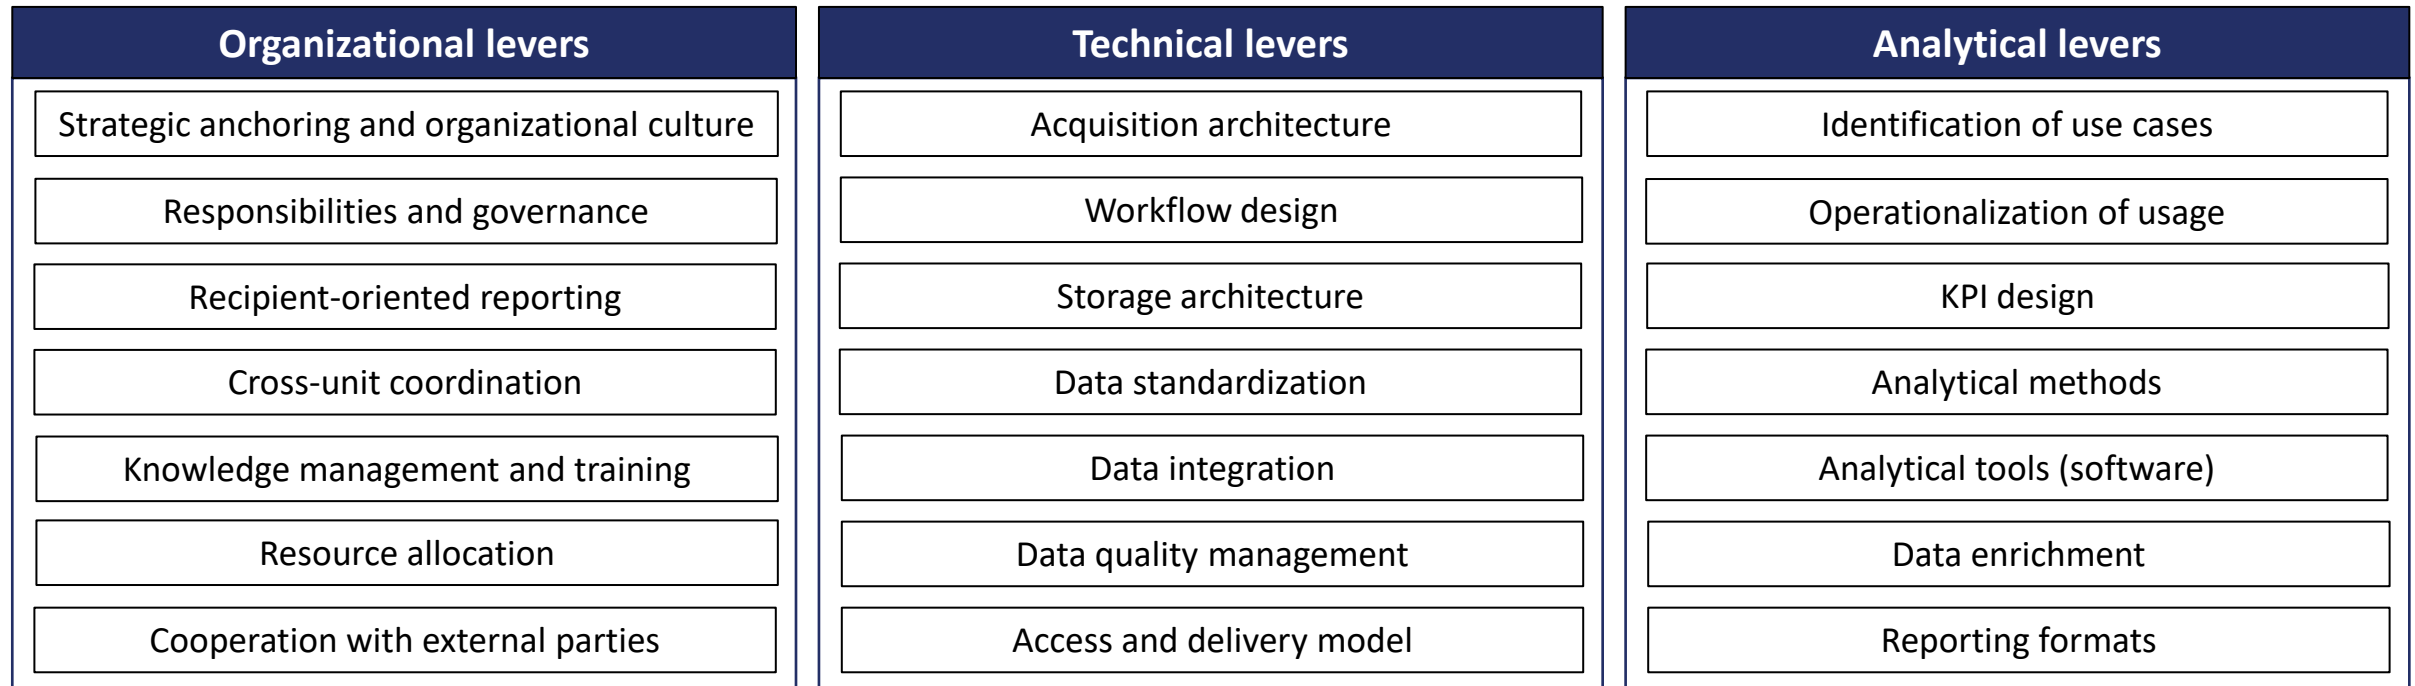 Organizational levers
Strategic anchoring and organizational culture
Responsibilities and governance
Recipient-oriented reporting
Cross-unit coordination
Knowledge management and training
Resource allocation
Cooperation with external parties
Technical levers
Acquisition architecture
Workflow design
Storage architecture
Data standardization
Data integration
Data quality management
Access and delivery model
Analytical levers
Identification of use cases
Operationalization of usage
KPI design
Analytical methods
Analytical tools (software)
Data enrichment
Reporting formats